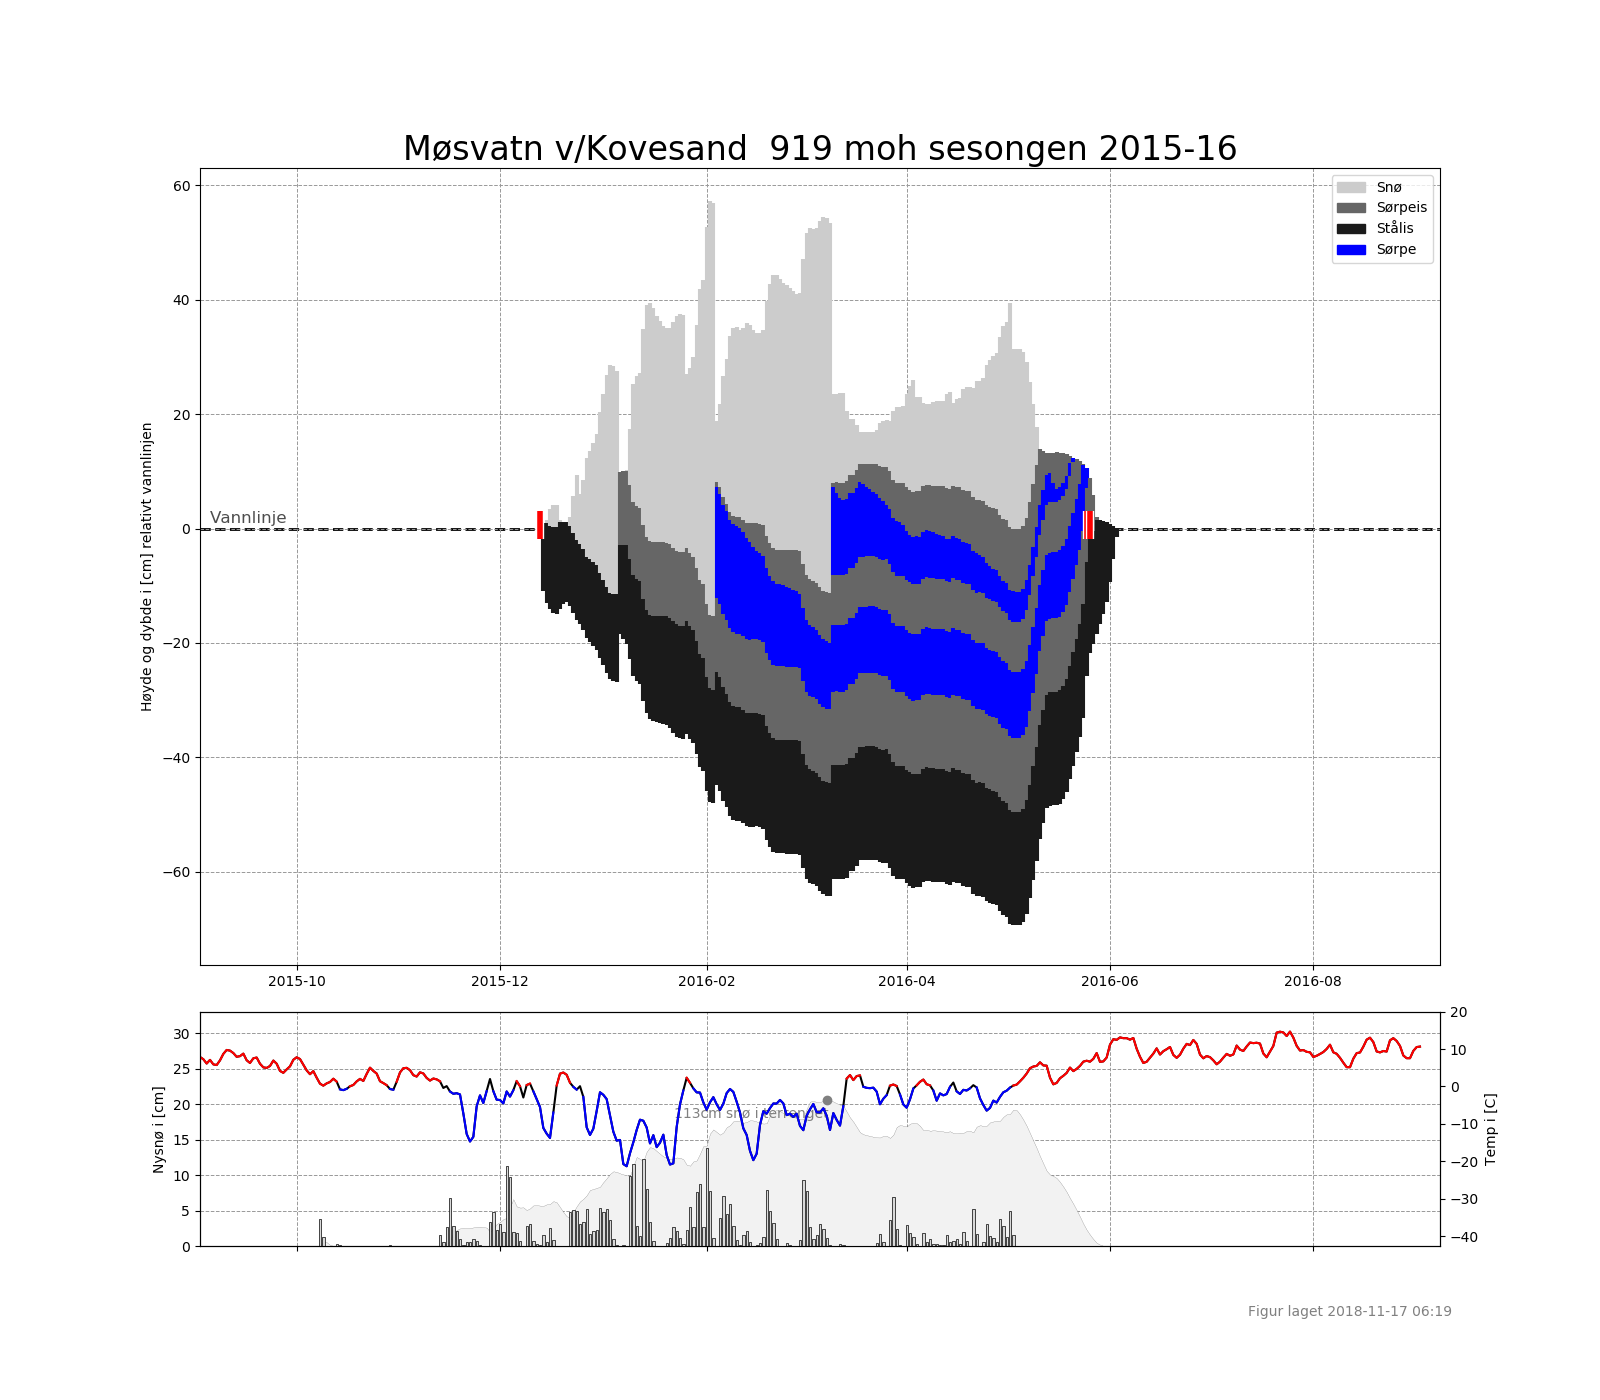 Møsvatn v/Kovesand  919 moh sesongen 2015-16
Snø
Sørpeis
Stålis
Sørpe
Høyde og dybde i [cm] relativt vannlinjen
60
40
20
0
−20
−40
−60
Vannlinje
2015-10
2015-12
2016-02
2016-04
2016-06
2016-08
Nysnø i [cm]
30
25
20
15
10
5
0
113cm snø i terrenget
20
10
0
−10
−20
−30
−40
Temp i [C]
Figur laget 2018-11-17 06:19